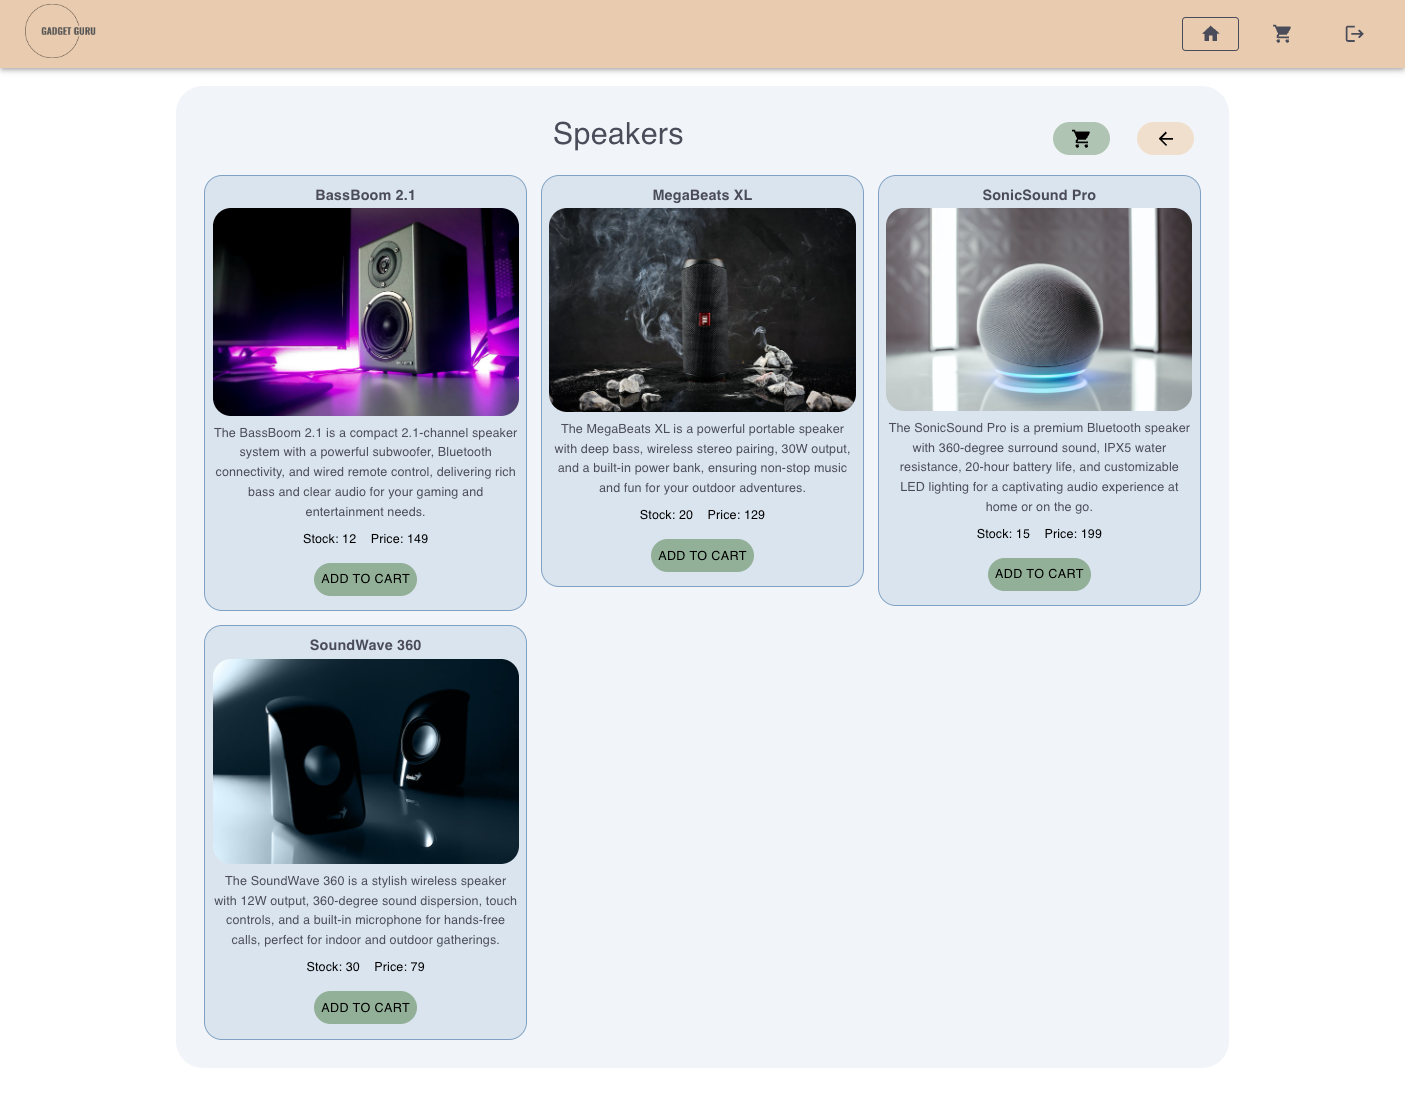 GADGET GURU
Speakers
BassBoom 2.1
The BassBoom 2.1 is a compact 2.1-channel speaker
system with a powerful subwoofer, Bluetooth
connectivity, and wired remote control, delivering rich
bass and clear audio for your gaming and
entertainment needs.
Stock: 12 Price: 149
ADD TO CART
MegaBeats XL
The MegaBeats XL is a powerful portable speaker
with deep bass, wireless stereo pairing, 30W output,
and a built-in power bank, ensuring non-stop music
and fun for your outdoor adventures.
Stock: 20 Price: 129
ADD TO CART
SonicSound Pro
The SonicSound Pro is a premium Bluetooth speaker
with 360-degree surround sound, IPX5 water
resistance, 20-hour battery life, and customizable
LED lighting for a captivating audio experience at
home or on the go.
Stock: 15 Price: 199
ADD TO CART
SoundWave 360
The SoundWave 360 is a stylish wireless speaker
with 12W output, 360-degree sound dispersion, touch
controls, and a built-in microphone for hands-free
calls, perfect for indoor and outdoor gatherings.
Stock: 30 Price: 79
ADD TO CART